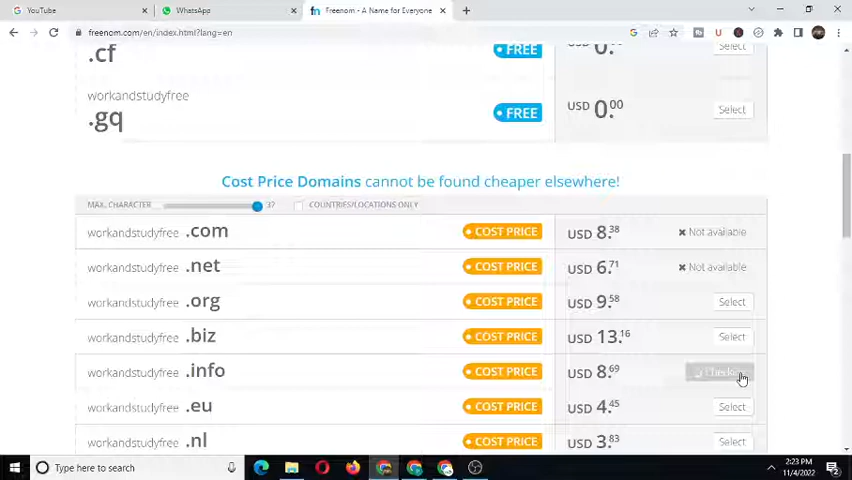 YouTube
WhatsApp
Freenom - A Name for Everyone
freenom.com/en/index.html?lang=en
.cf
FREE
Select
workandstudyfree
.gq
FREE
USD 0.00
Select
Cost Price Domains cannot be found cheaper elsewhere!
MAX. CHARACTER 37 COUNTRIES/LOCATIONS ONLY
workandstudyfree .com COST PRICE USD 8.38 Not available
workandstudyfree .net COST PRICE USD 6.71 Not available
workandstudyfree .org COST PRICE USD 9.58 Select
workandstudyfree .biz COST PRICE USD 13.16 Select
workandstudyfree .info COST PRICE USD 8.69
workandstudyfree .eu COST PRICE USD 4.45 Select
workandstudyfree .nl COST PRICE USD 3.83 Select
Type here to search
2:23 PM
11/4/2022